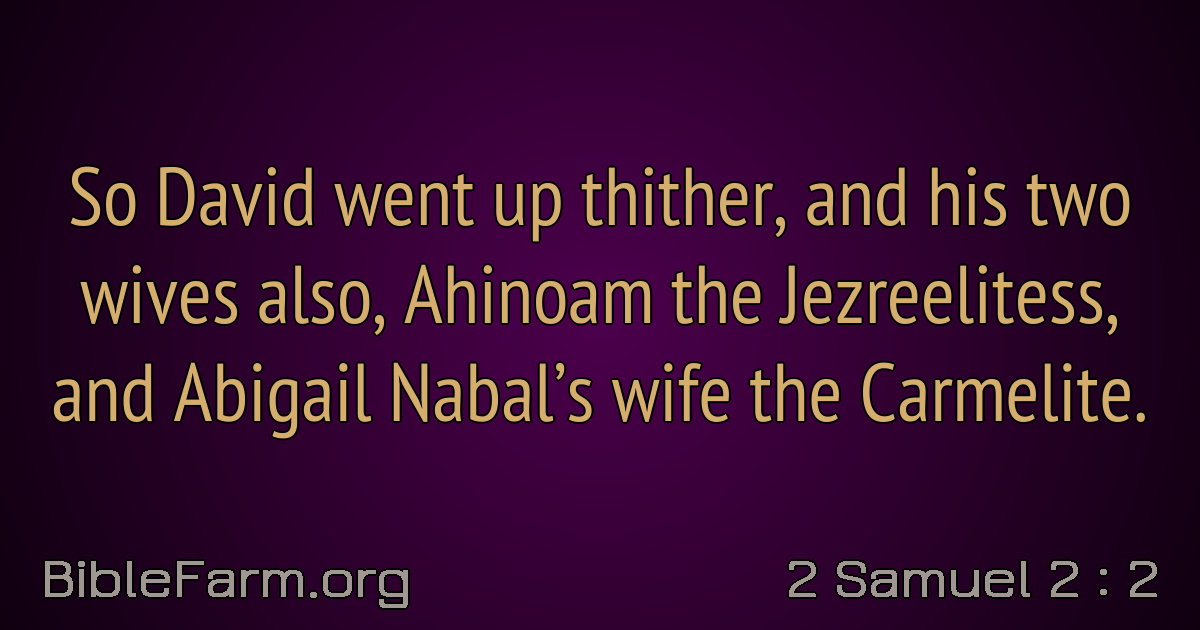 So David went up thither, and his two
wives also, Ahinoam the Jezreelitess,
and Abigail Nabal’s wife the Carmelite.
BibleFarm.org
2 Samuel 2 : 2